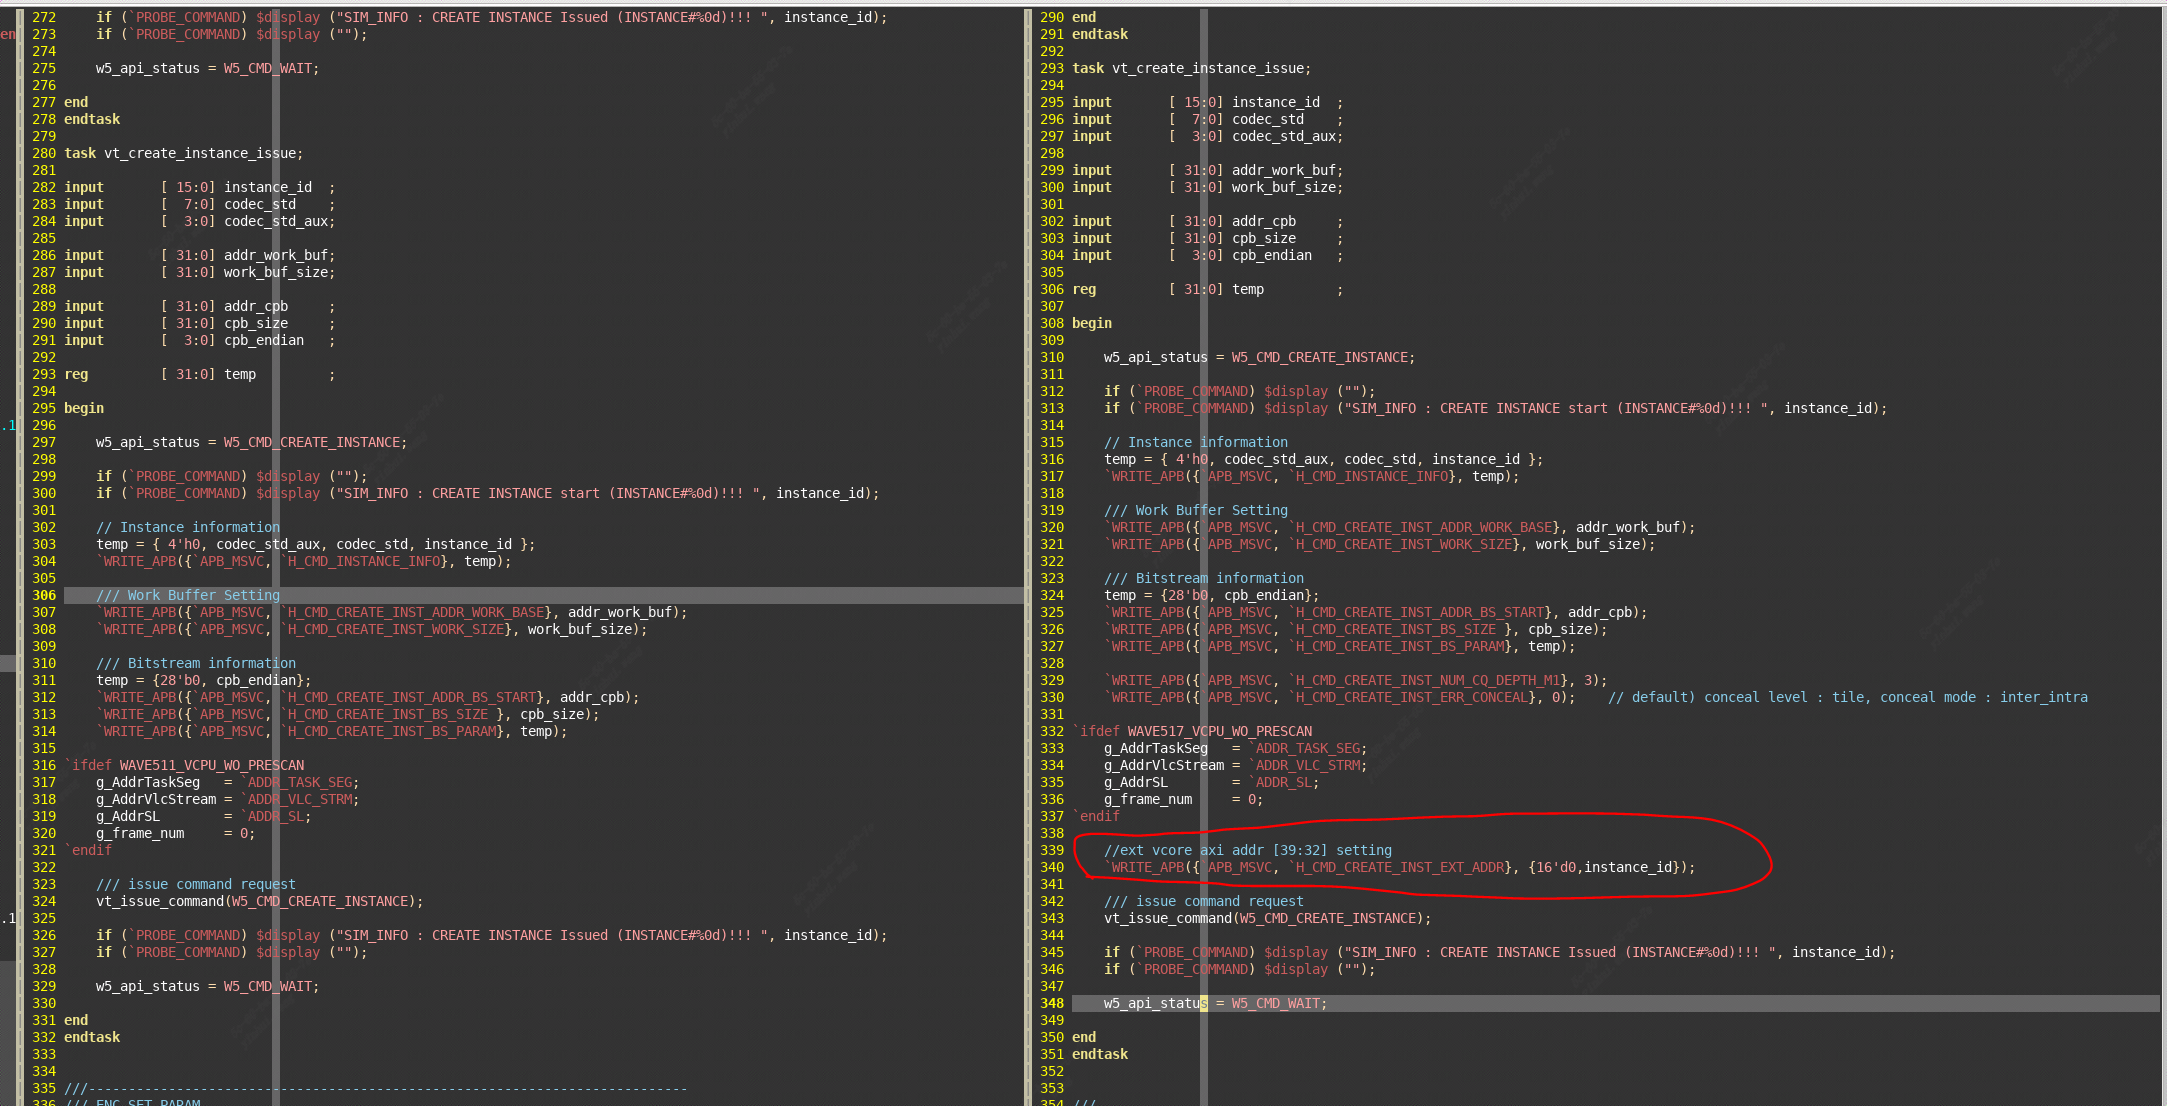 272     if (`PROBE_COMMAND) $display ("SIM_INFO : CREATE INSTANCE Issued (INSTANCE#%0d)!!! ", instance_id);
273     if (`PROBE_COMMAND) $display ("");
274
275     w5_api_status = W5_CMD_WAIT;
276
277 end
278 endtask
279
280 task vt_create_instance_issue;
281
282 input       [ 15:0] instance_id  ;
283 input       [  7:0] codec_std    ;
284 input       [  3:0] codec_std_aux;
285
286 input       [ 31:0] addr_work_buf;
287 input       [ 31:0] work_buf_size;
288
289 input       [ 31:0] addr_cpb     ;
290 input       [ 31:0] cpb_size     ;
291 input       [  3:0] cpb_endian   ;
292
293 reg         [ 31:0] temp         ;
294
295 begin
296
297     w5_api_status = W5_CMD_CREATE_INSTANCE;
298
299     if (`PROBE_COMMAND) $display ("");
300     if (`PROBE_COMMAND) $display ("SIM_INFO : CREATE INSTANCE start (INSTANCE#%0d)!!! ", instance_id);
301
302     // Instance information
303     temp = { 4'h0, codec_std_aux, codec_std, instance_id };
304     `WRITE_APB({`APB_MSVC, `H_CMD_INSTANCE_INFO}, temp);
305
306     /// Work Buffer Setting
307     `WRITE_APB({`APB_MSVC, `H_CMD_CREATE_INST_ADDR_WORK_BASE}, addr_work_buf);
308     `WRITE_APB({`APB_MSVC, `H_CMD_CREATE_INST_WORK_SIZE}, work_buf_size);
309
310     /// Bitstream information
311     temp = {28'b0, cpb_endian};
312     `WRITE_APB({`APB_MSVC, `H_CMD_CREATE_INST_ADDR_BS_START}, addr_cpb);
313     `WRITE_APB({`APB_MSVC, `H_CMD_CREATE_INST_BS_SIZE }, cpb_size);
314     `WRITE_APB({`APB_MSVC, `H_CMD_CREATE_INST_BS_PARAM}, temp);
315
316 `ifdef WAVE511_VCPU_WO_PRESCAN
317     g_AddrTaskSeg   = `ADDR_TASK_SEG;
318     g_AddrVlcStream = `ADDR_VLC_STRM;
319     g_AddrSL        = `ADDR_SL;
320     g_frame_num     = 0;
321 `endif
322
323     /// issue command request
324     vt_issue_command(W5_CMD_CREATE_INSTANCE);
325
326     if (`PROBE_COMMAND) $display ("SIM_INFO : CREATE INSTANCE Issued (INSTANCE#%0d)!!! ", instance_id);
327     if (`PROBE_COMMAND) $display ("");
328
329     w5_api_status = W5_CMD_WAIT;
330
331 end
332 endtask
333
334
335 ///---------------------------------------------------------------------------
336 /// ENC SET PARAM
290 end
291 endtask
292
293 task vt_create_instance_issue;
294
295 input       [ 15:0] instance_id  ;
296 input       [  7:0] codec_std    ;
297 input       [  3:0] codec_std_aux;
298
299 input       [ 31:0] addr_work_buf;
300 input       [ 31:0] work_buf_size;
301
302 input       [ 31:0] addr_cpb     ;
303 input       [ 31:0] cpb_size     ;
304 input       [  3:0] cpb_endian   ;
305
306 reg         [ 31:0] temp         ;
307
308 begin
309
310     w5_api_status = W5_CMD_CREATE_INSTANCE;
311
312     if (`PROBE_COMMAND) $display ("");
313     if (`PROBE_COMMAND) $display ("SIM_INFO : CREATE INSTANCE start (INSTANCE#%0d)!!! ", instance_id);
314
315     // Instance information
316     temp = { 4'h0, codec_std_aux, codec_std, instance_id };
317     `WRITE_APB({`APB_MSVC, `H_CMD_INSTANCE_INFO}, temp);
318
319     /// Work Buffer Setting
320     `WRITE_APB({`APB_MSVC, `H_CMD_CREATE_INST_ADDR_WORK_BASE}, addr_work_buf);
321     `WRITE_APB({`APB_MSVC, `H_CMD_CREATE_INST_WORK_SIZE}, work_buf_size);
322
323     /// Bitstream information
324     temp = {28'b0, cpb_endian};
325     `WRITE_APB({`APB_MSVC, `H_CMD_CREATE_INST_ADDR_BS_START}, addr_cpb);
326     `WRITE_APB({`APB_MSVC, `H_CMD_CREATE_INST_BS_SIZE }, cpb_size);
327     `WRITE_APB({`APB_MSVC, `H_CMD_CREATE_INST_BS_PARAM}, temp);
328
329     `WRITE_APB({`APB_MSVC, `H_CMD_CREATE_INST_NUM_CQ_DEPTH_M1}, 3);
330     `WRITE_APB({`APB_MSVC, `H_CMD_CREATE_INST_ERR_CONCEAL}, 0);    // default) conceal level : tile, conceal mode : inter_intra
331
332 `ifdef WAVE517_VCPU_WO_PRESCAN
333     g_AddrTaskSeg   = `ADDR_TASK_SEG;
334     g_AddrVlcStream = `ADDR_VLC_STRM;
335     g_AddrSL        = `ADDR_SL;
336     g_frame_num     = 0;
337 `endif
338
339     //ext vcore axi addr [39:32] setting
340     `WRITE_APB({`APB_MSVC, `H_CMD_CREATE_INST_EXT_ADDR}, {16'd0,instance_id});
341
342     /// issue command request
343     vt_issue_command(W5_CMD_CREATE_INSTANCE);
344
345     if (`PROBE_COMMAND) $display ("SIM_INFO : CREATE INSTANCE Issued (INSTANCE#%0d)!!! ", instance_id);
346     if (`PROBE_COMMAND) $display ("");
347
348     w5_api_status = W5_CMD_WAIT;
349
350 end
351 endtask
352
353
354 ///